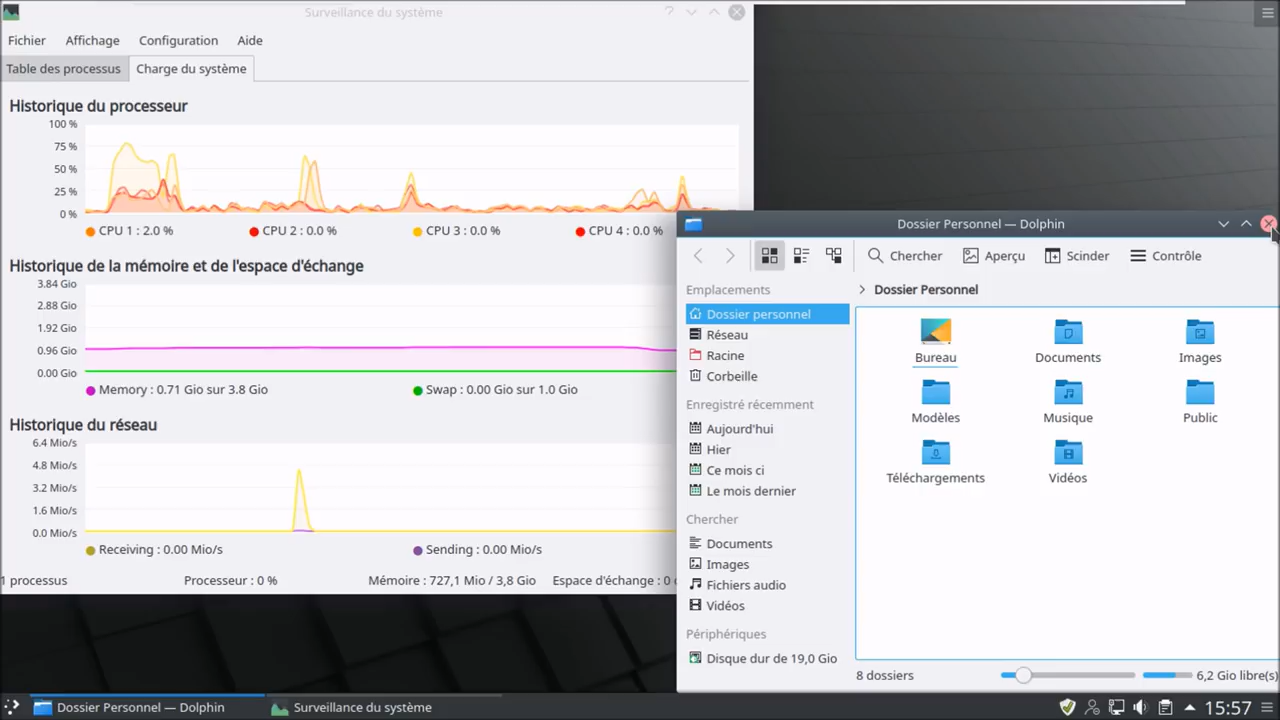 Surveillance du système
Fichier Affichage Configuration Aide
Table des processus Charge du système
Historique du processeur
100 %
75 %
50 %
25 %
0 %
CPU 1 : 2.0 % CPU 2 : 0.0 % CPU 3 : 0.0 % CPU 4 : 0.0 %
Historique de la mémoire et de l'espace d'échange
3.84 Gio
2.88 Gio
1.92 Gio
0.96 Gio
0.00 Gio
Memory : 0.71 Gio sur 3.8 Gio Swap : 0.00 Gio sur 1.0 Gio
Historique du réseau
6.4 Mio/s
4.8 Mio/s
3.2 Mio/s
1.6 Mio/s
0.0 Mio/s
Receiving : 0.00 Mio/s Sending : 0.00 Mio/s
1 processus Processeur : 0 % Mémoire : 727,1 Mio / 3,8 Gio Espace d'échange : 0
Dossier Personnel — Dolphin
Chercher Aperçu Scinder Contrôle
Emplacements
Dossier personnel
Réseau
Racine
Corbeille
Enregistré récemment
Aujourd'hui
Hier
Ce mois ci
Le mois dernier
Chercher
Documents
Images
Fichiers audio
Vidéos
Périphériques
Disque dur de 19,0 Gio
> Dossier Personnel
Bureau Documents Images
Modèles Musique Public
Téléchargements Vidéos
8 dossiers 6,2 Gio libre(s)
Dossier Personnel — Dolphin Surveillance du système 15:57